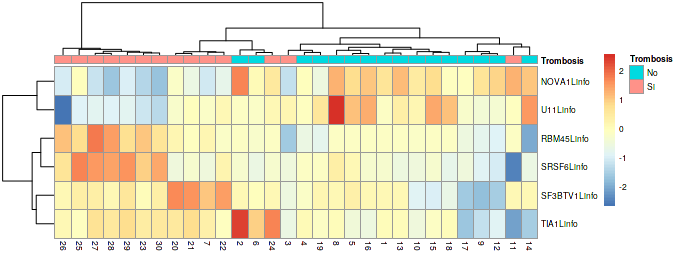 Trombosis
NOVA1Linfo
U11Linfo
RBM45Linfo
SRSF6Linfo
SF3BTV1Linfo
TIA1Linfo
26 25 27 28 29 23 30 20 21 7 22 2 6 24 3 4 19 8 5 16 1 13 10 15 18 17 9 12 11 14
2
1
0
-1
-2
Trombosis
No
SI